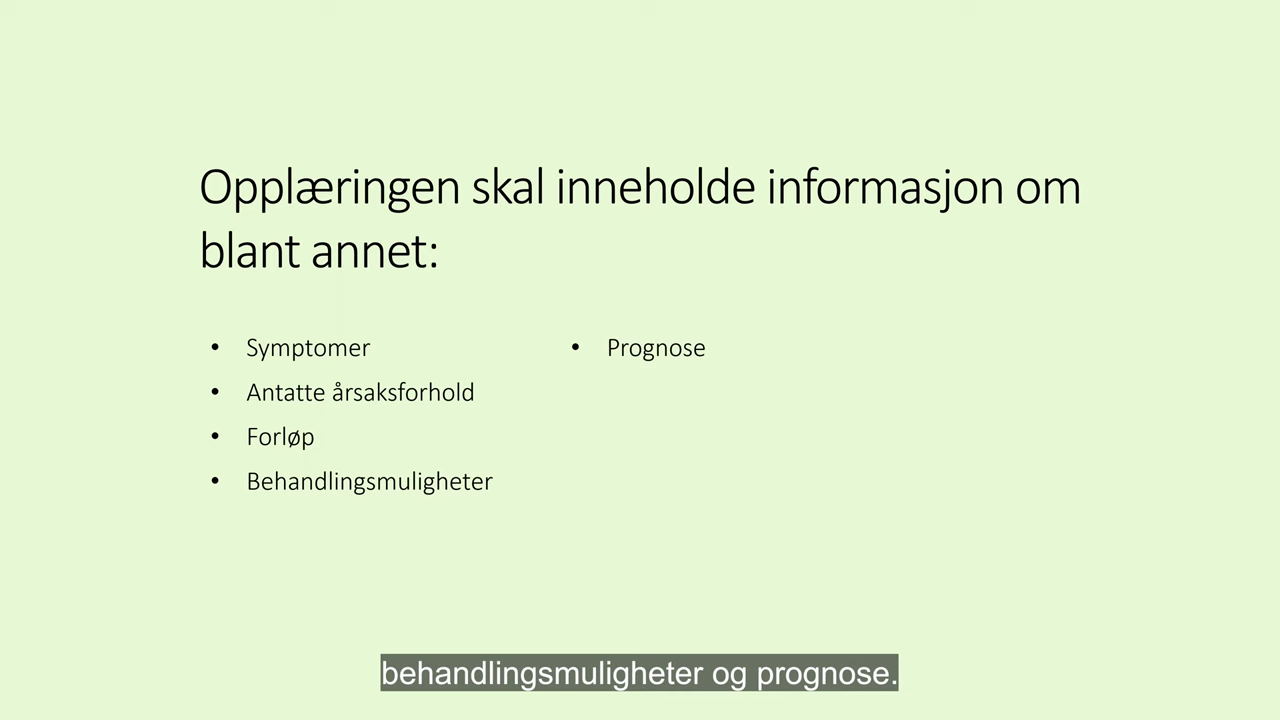 Opplæringen skal inneholde informasjon om
blant annet:
• Symptomer
• Antatte årsaksforhold
• Forløp
• Behandlingsmuligheter
• Prognose
behandlingsmuligheter og prognose.